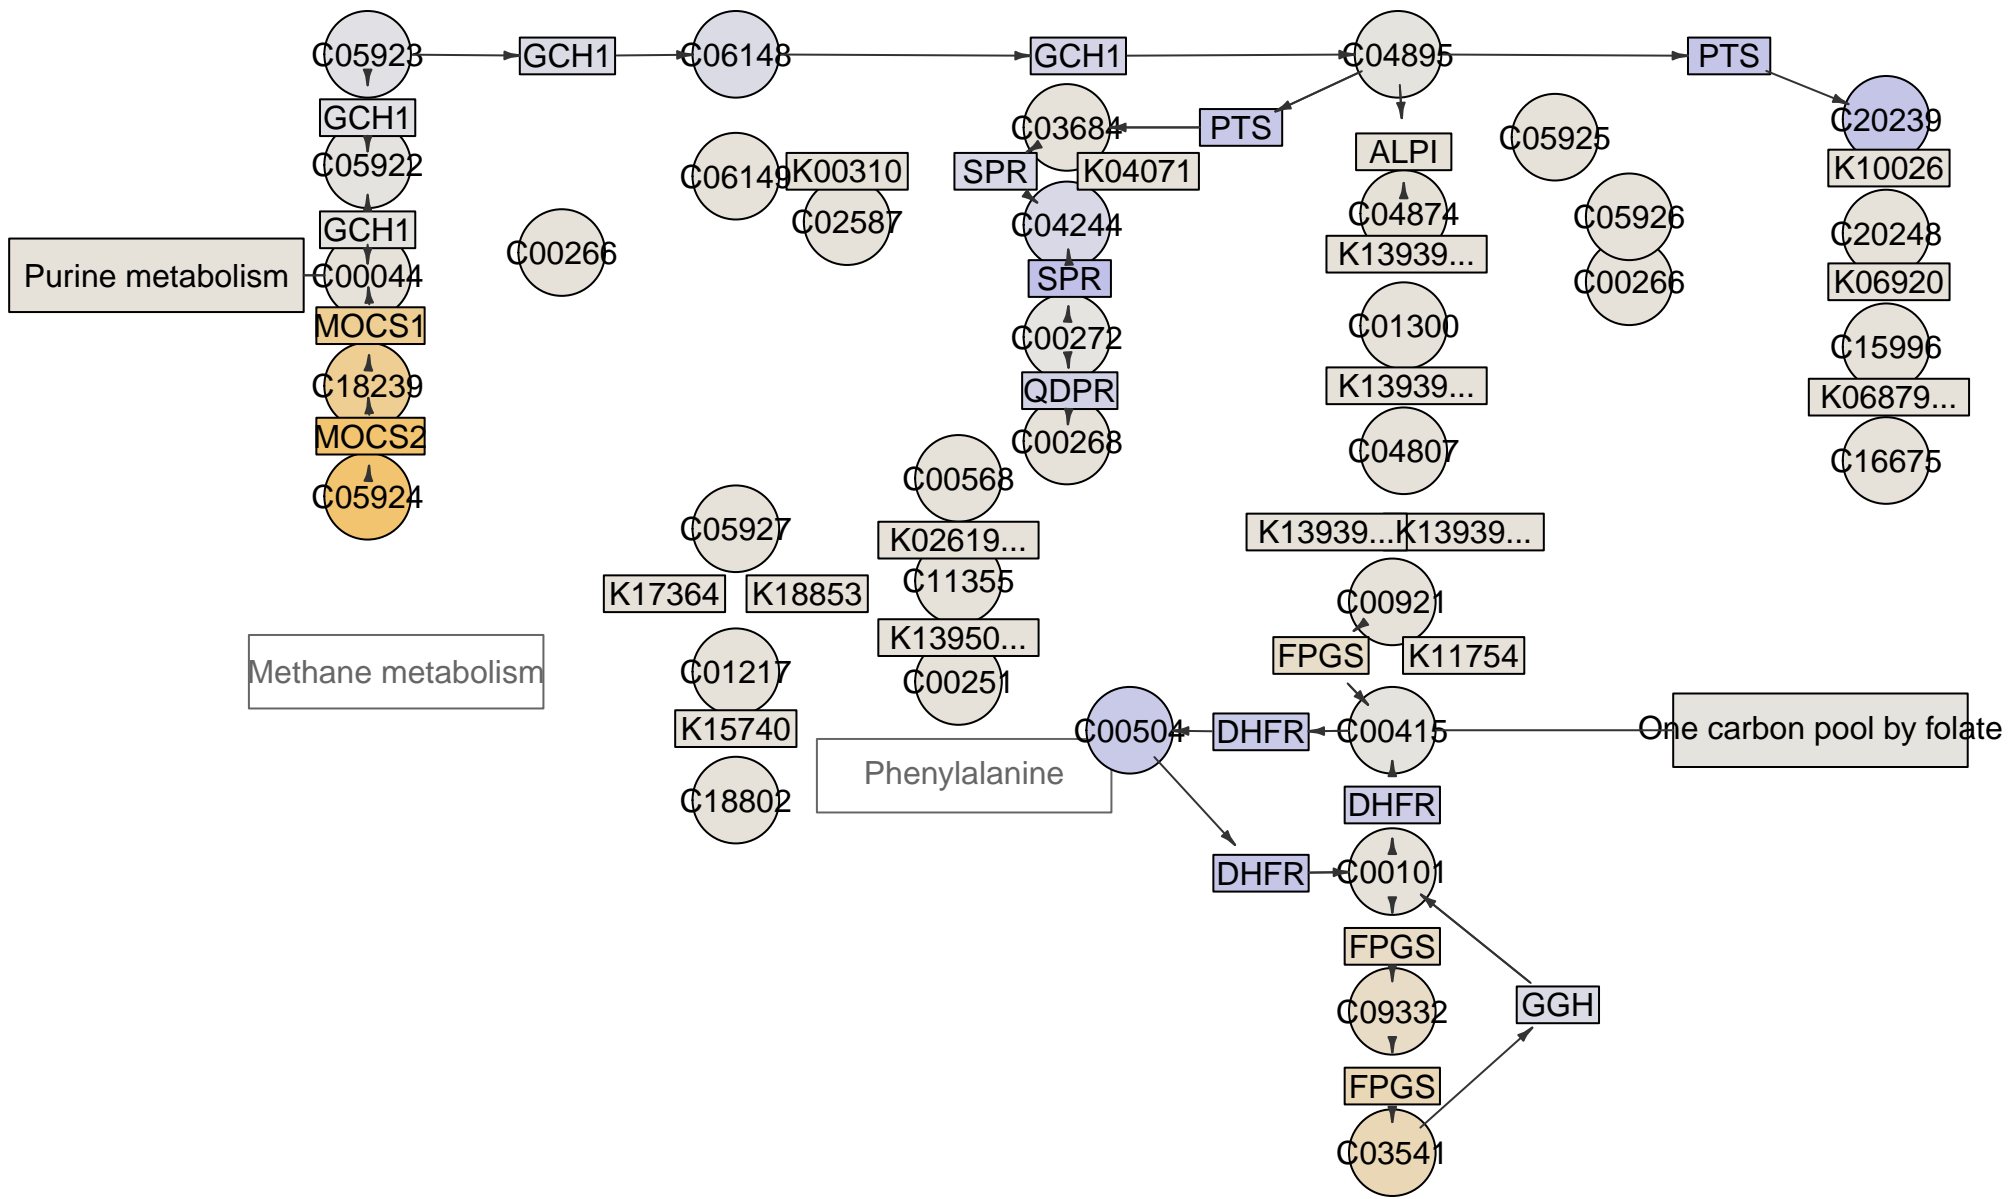 C05923
GCH1
C06148
GCH1
C04895
PTS
GCH1
C03684
PTS
C20239
C05922
C06149
K00310
SPR
K04071
ALPI
C05925
K10026
GCH1
C02587
C04244
C04874
C05926
C20248
Purine metabolism
C00044
C00266
SPR
K13939...
C00266
K06920
MOCS1
C00272
C01300
C15996
C18239
QDPR
K13939...
K06879...
MOCS2
C00268
C04807
C16675
C05924
C00568
C05927
K02619...
K13939...
K13939...
K17364
K18853
C11355
C00921
K13950...
Methane metabolism
C01217
C00251
FPGS
K11754
K15740
C00504
DHFR
C00415
One carbon pool by folate
Phenylalanine
C18802
DHFR
DHFR
C00101
FPGS
C09332
GGH
FPGS
C03541